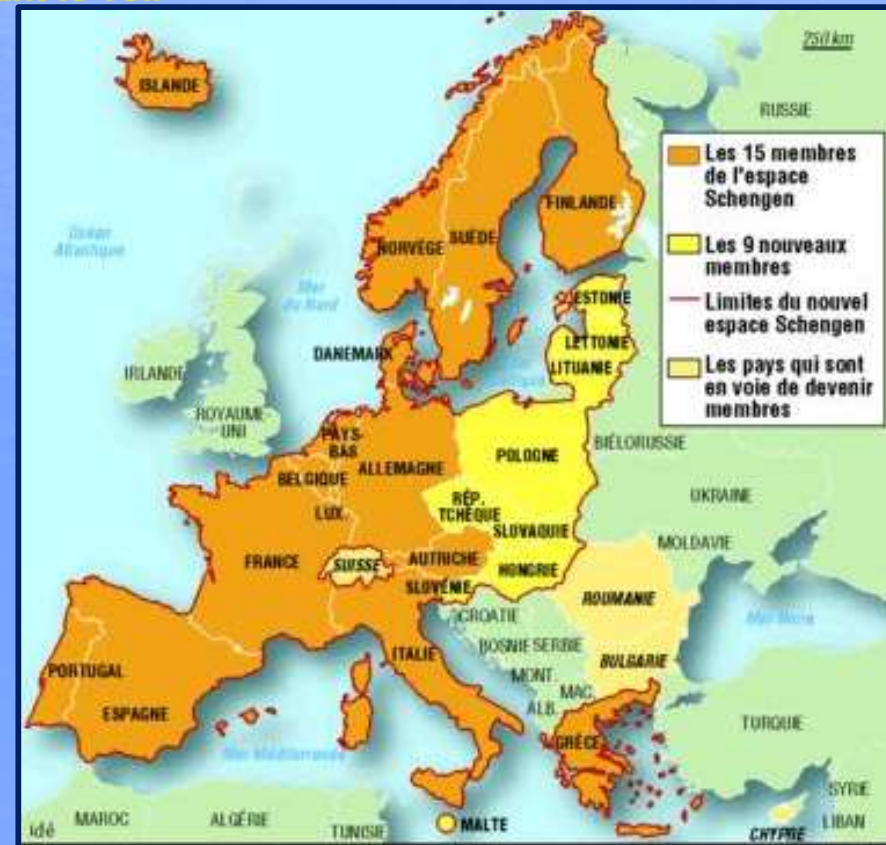 250 km
ISLANDE
RUSSIE
Les 15 membres
de l'espace
Schengen
Les 9 nouveaux
membres
Limites du nouvel
espace Schengen
Les pays qui sont
en voie de devenir
membres
FINLANDE
NORVÈGE
SUÈDE
Océan
Atlantique
Mer
du Nord
ESTONIE
LETTONIE
LITUANIE
DANEMARK
IRLANDE
ROYAUME-
UNI
PAYS-
BAS
BELGIQUE
ALLEMAGNE
LUX.
POLOGNE
BIÉLORUSSIE
RÉP.
TCHÈQUE
SLOVAQUIE
UKRAINE
MOLDAVIE
FRANCE
SUISSE
AUTRICHE
HONGRIE
SLOVÉNIE
ROUMANIE
CROATIE
Mer Noire
BOSNIE
SERBIE
ITALIE
BULGARIE
MONT.
MAC.
ALB.
PORTUGAL
ESPAGNE
GRÈCE
TURQUIE
Mer Méditerranée
SYRIE
idé
MAROC
ALGÉRIE
TUNISIE
MALTE
CHYPRE
LIBAN